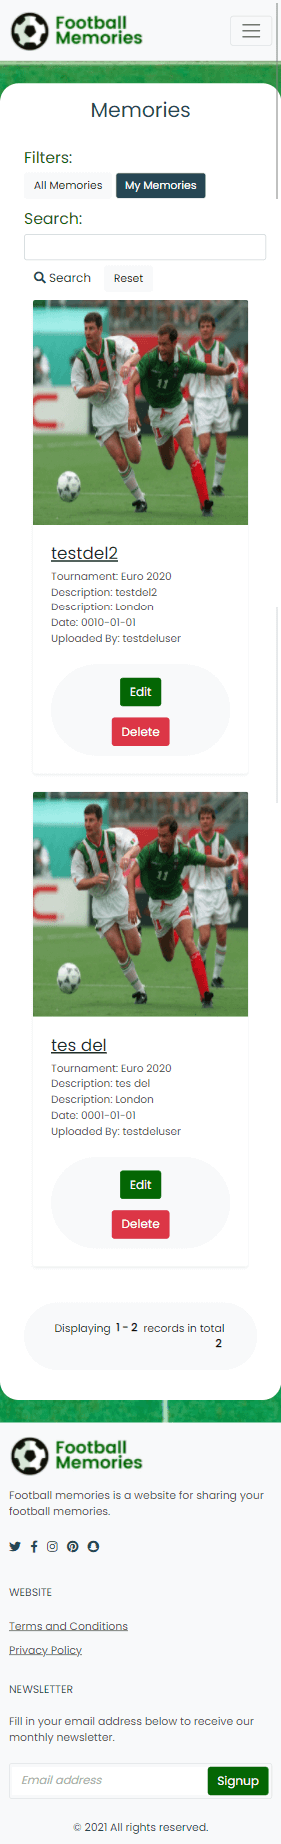 Football
Memories
Memories
Filters:
All Memories My Memories
Search:
Search Reset
11
testdel2
Tournament: Euro 2020
Description: testdel2
Description: London
Date: 0010-01-01
Uploaded By: testdeluser
Edit
Delete
11
tes del
Tournament: Euro 2020
Description: tes del
Description: London
Date: 0001-01-01
Uploaded By: testdeluser
Edit
Delete
Displaying 1 - 2 records in total
2
Football
Memories
Football memories is a website for sharing your
football memories.
WEBSITE
Terms and Conditions
Privacy Policy
NEWSLETTER
Fill in your email address below to receive our
monthly newsletter.
Email address Signup
© 2021 All rights reserved.